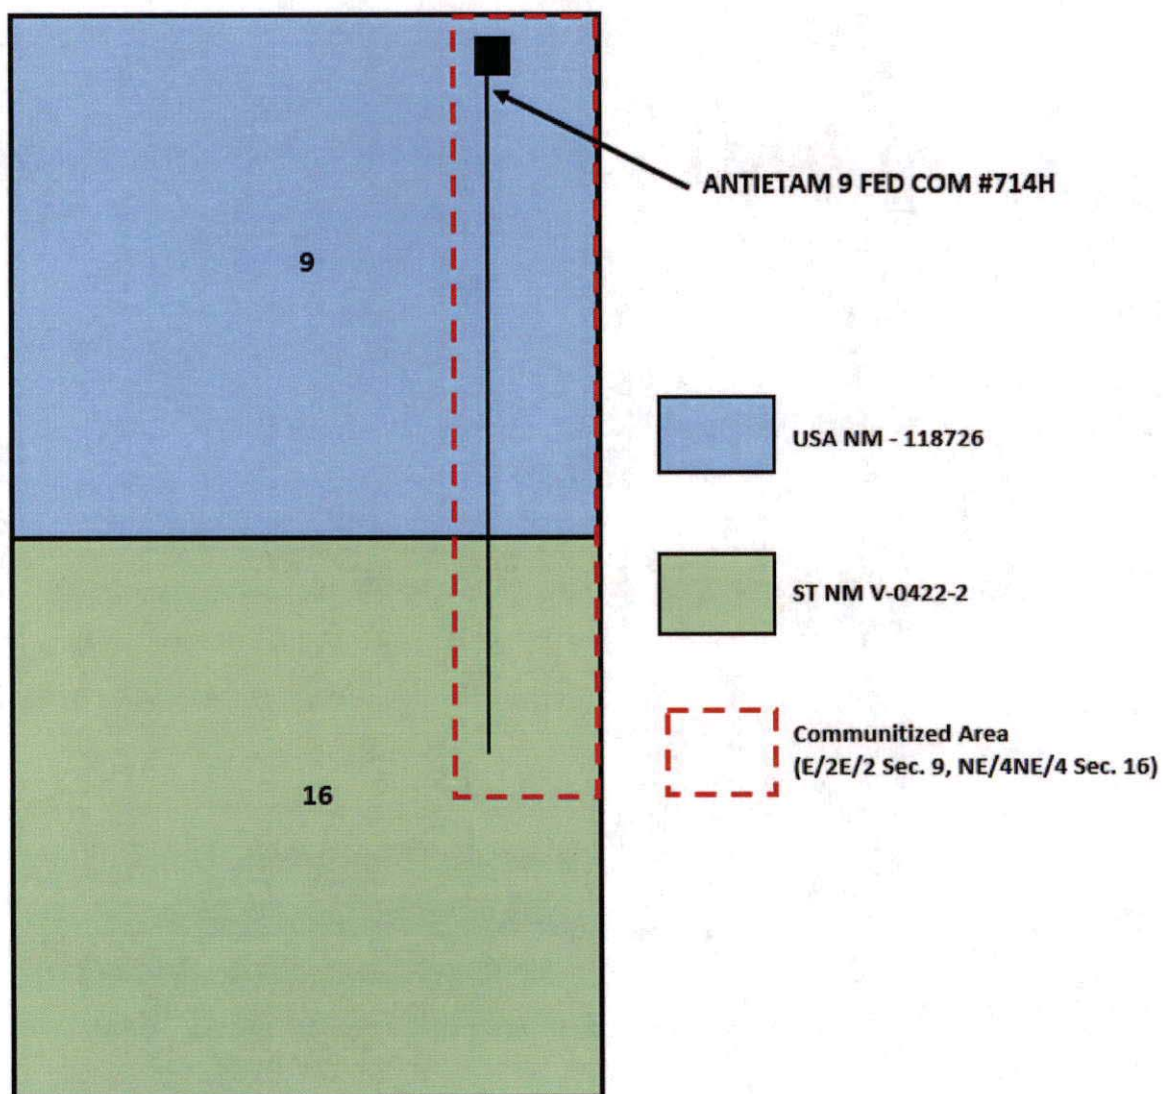 ANTIETAM 9 FED COM #714H
9
USA NM - 118726
ST NM V-0422-2
Communitized Area
(E/2E/2 Sec. 9, NE/4NE/4 Sec. 16)
16